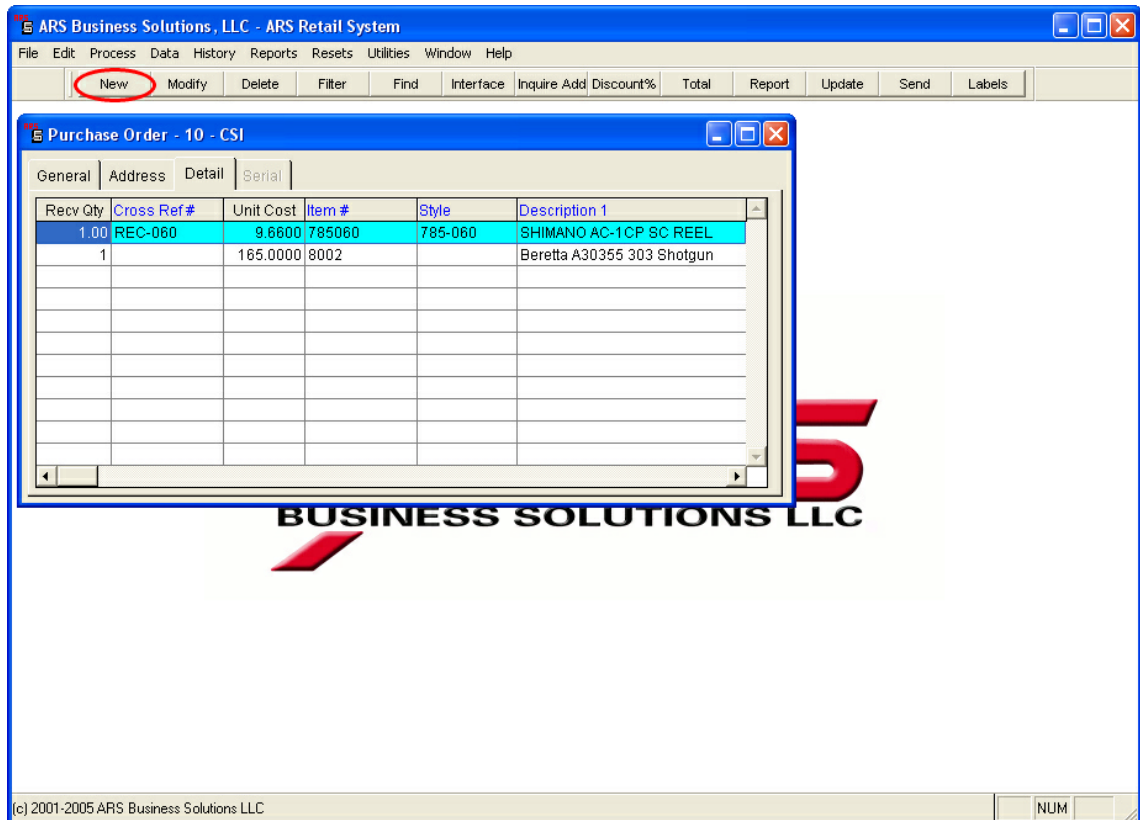 ARS Business Solutions, LLC - ARS Retail System
File Edit Process Data History Reports Resets Utilities Window Help
New Modify Delete Filter Find Interface Inquire Add Discount% Total Report Update Send Labels
Purchase Order - 10 - CSI
General Address Detail Serial
Recv Qty Cross Ref # Unit Cost Item # Style Description 1
1.00 REC-060 9.6600 785060 785-060 SHIMANO AC-1CP SC REEL
1 165.0000 8002 Beretta A30355 303 Shotgun
BUSINESS SOLUTIONS LLC
(c) 2001-2005 ARS Business Solutions LLC NUM